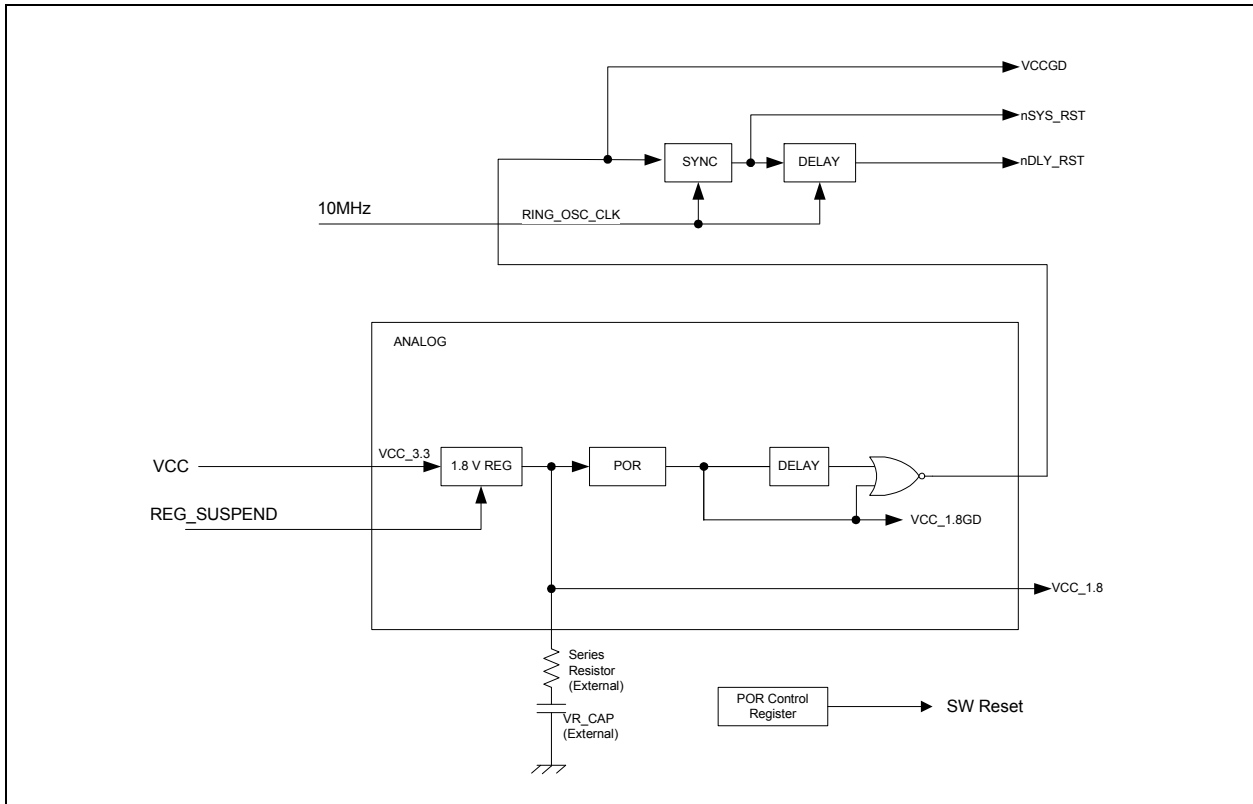 VCCGD
nSYS_RST
SYNC
DELAY
nDLY_RST
10MHz
RING_OSC_CLK
ANALOG
VCC
VCC_3.3
1.8 V REG
POR
DELAY
REG_SUSPEND
VCC_1.8GD
VCC_1.8
Series
Resistor
(External)
VR_CAP
(External)
POR Control
Register
SW Reset